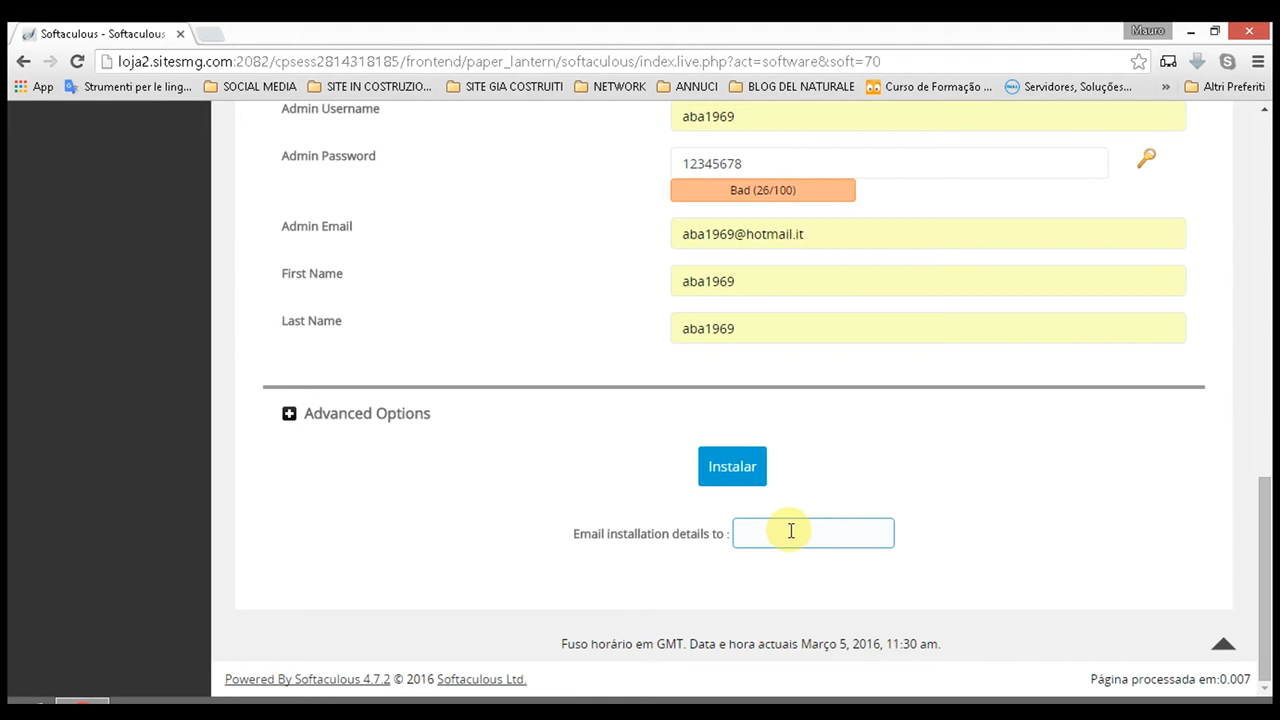 Softaculous - Softaculous
Mauro
loja2.sitesmg.com:2082/cpsess2814318185/frontend/paper_lantern/softaculous/index.live.php?act=software&soft=70
App Strumenti per le ling... SOCIAL MEDIA SITE IN COSTRUZIO... SITE GIA COSTRUITI NETWORK ANNUCI BLOG DEL NATURALE Curso de Formação ... Servidores, Soluções... » Altri Preferiti
Admin Username aba1969
Admin Password 12345678
Bad (26/100)
Admin Email aba1969@hotmail.it
First Name aba1969
Last Name aba1969
Advanced Options
Instalar
Email installation details to :
Fuso horário em GMT. Data e hora actuais Março 5, 2016, 11:30 am.
Powered By Softaculous 4.7.2 © 2016 Softaculous Ltd. Página processada em:0.007